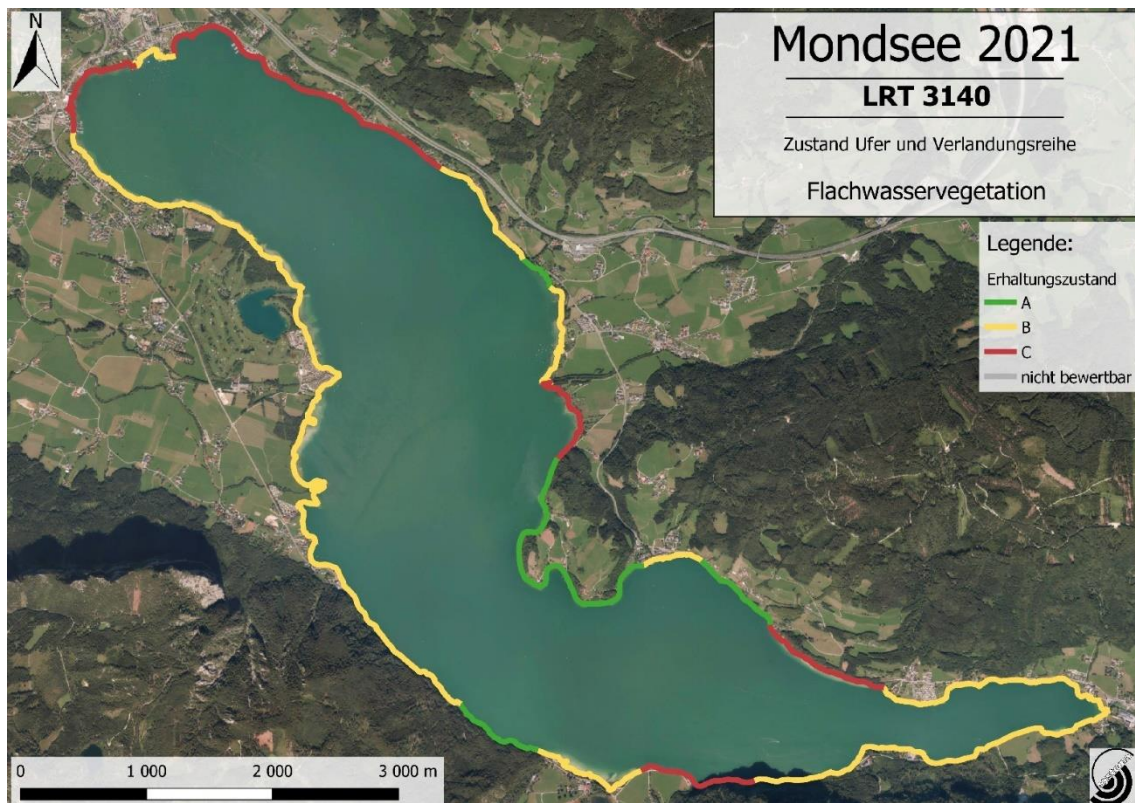 N
Mondsee 2021
LRT 3140
Zustand Ufer und Verlandungsreihe
Flachwasservegetation
Legende:
Erhaltungszustand
A
B
C
nicht bewertbar
0 1 000 2 000 3 000 m